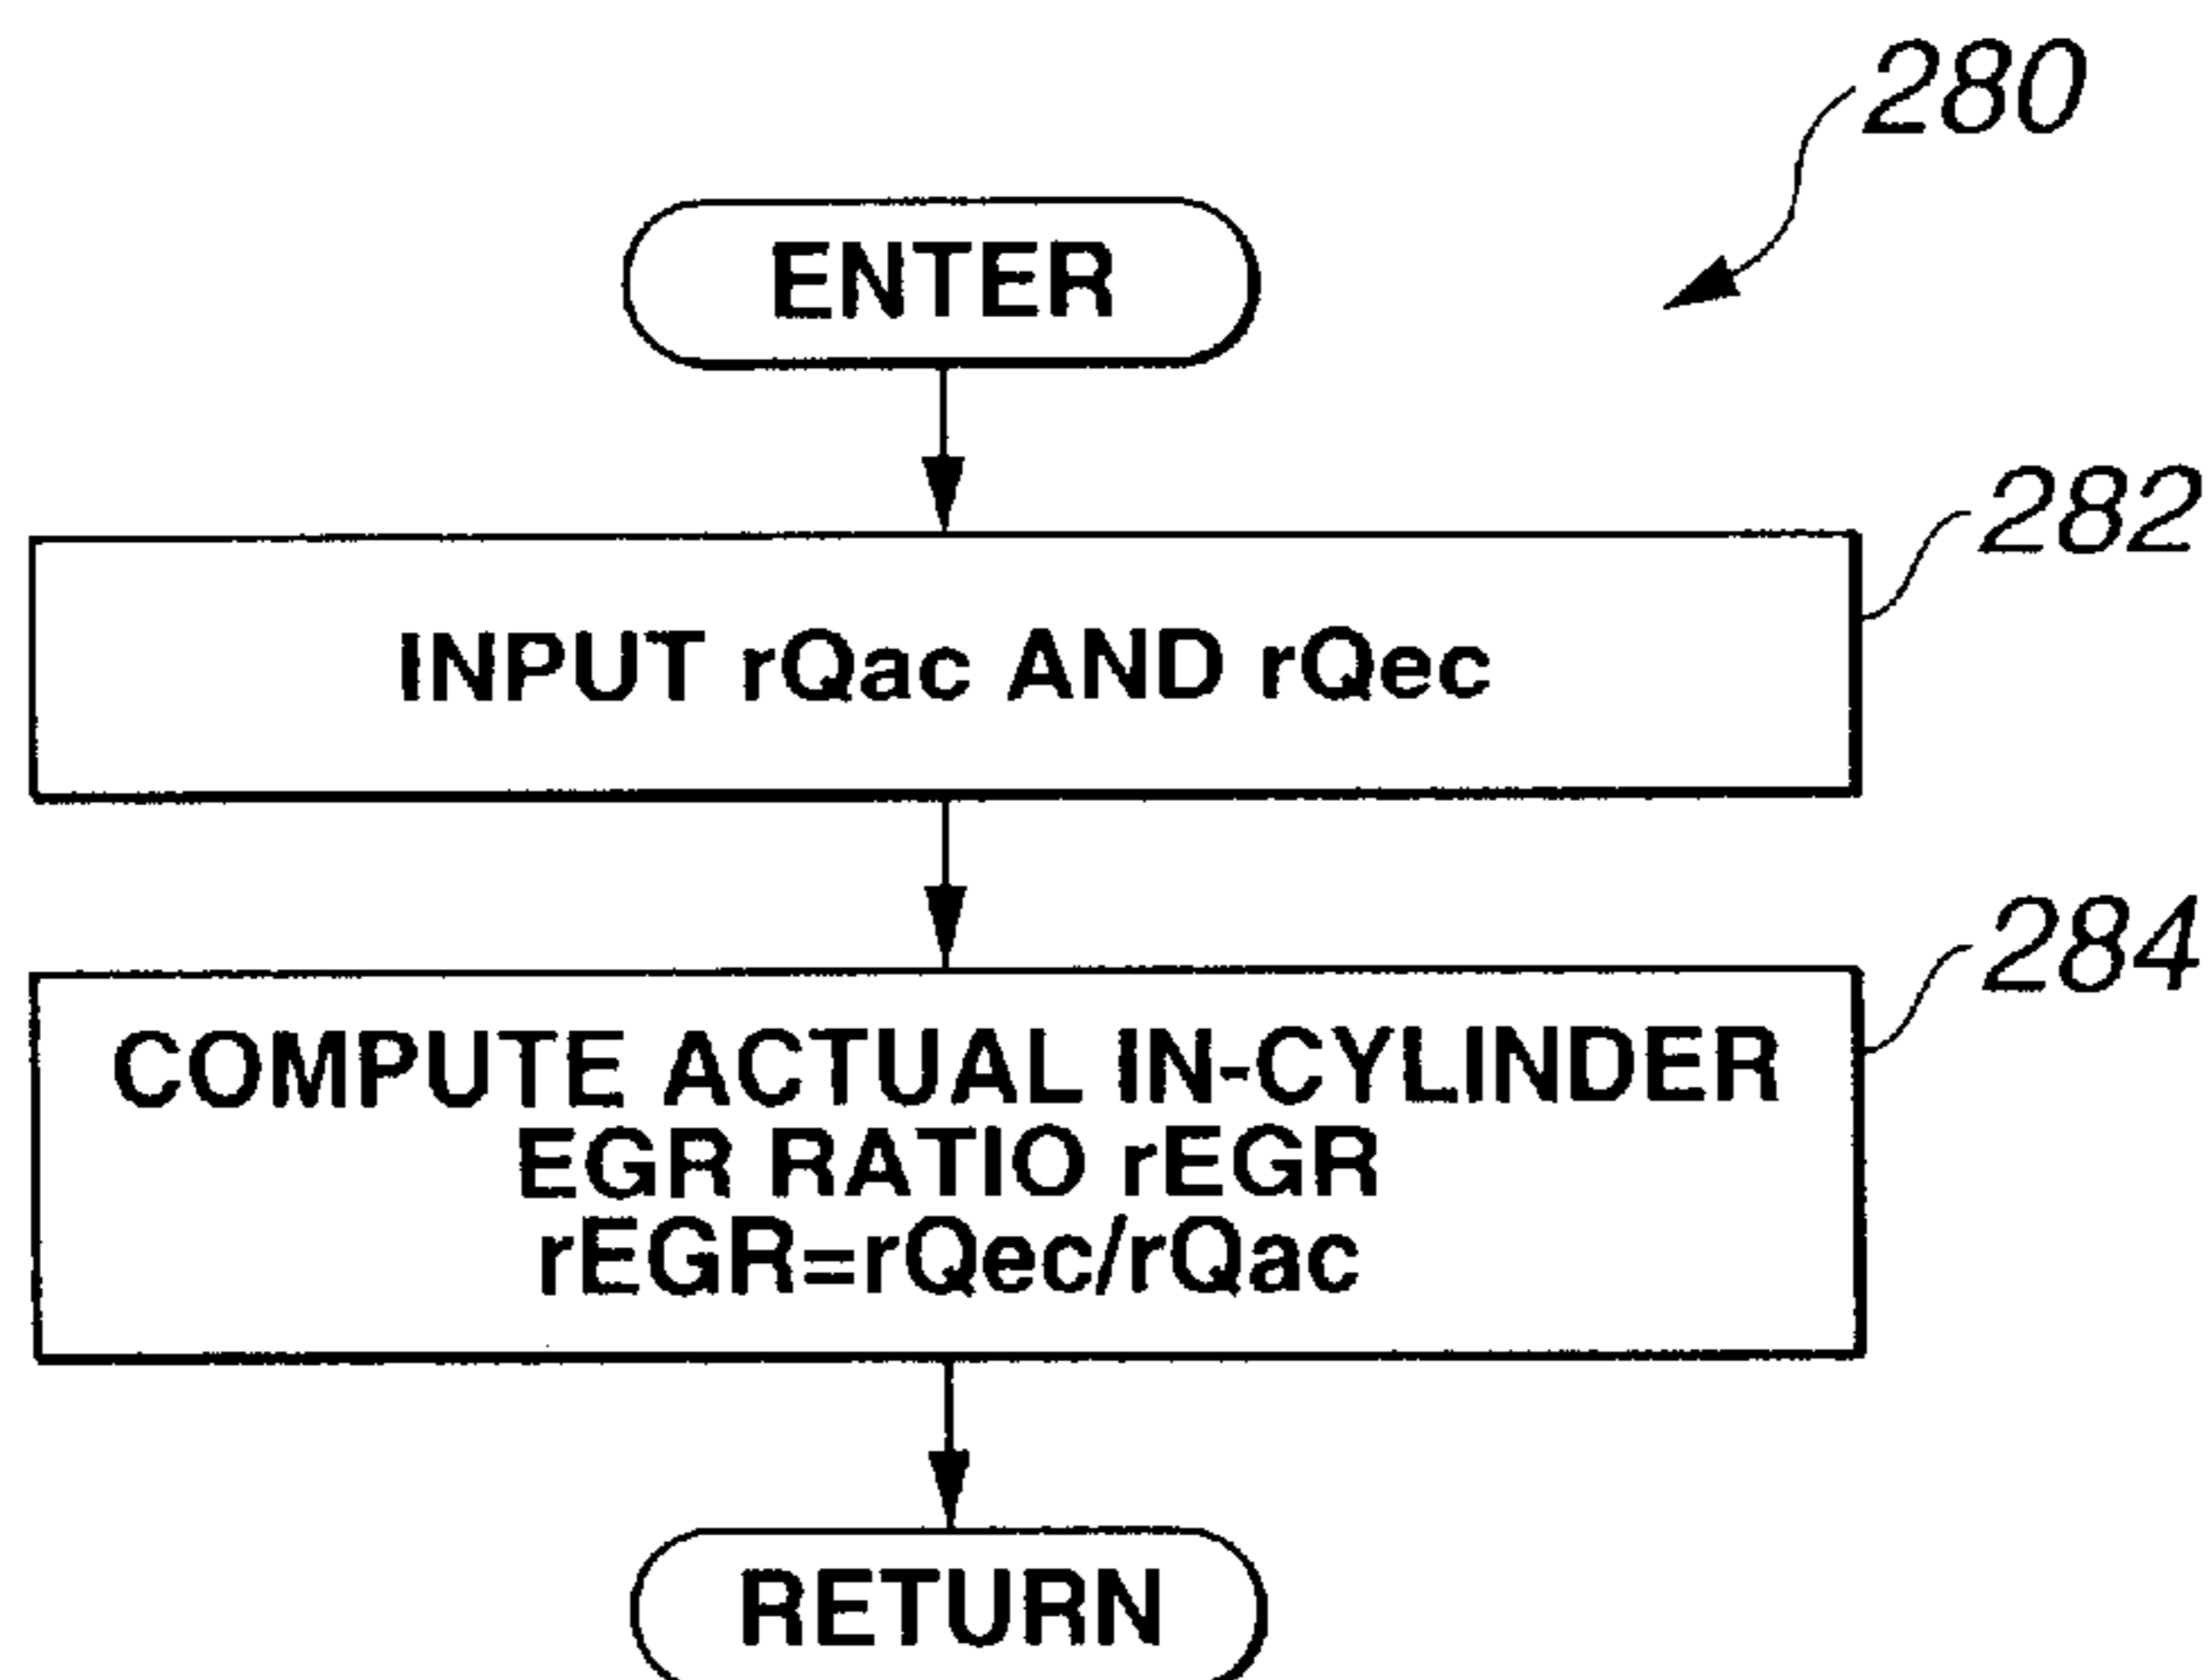 280
ENTER
282
INPUT rQac AND rQec
284
COMPUTE ACTUAL IN-CYLINDER
EGR RATIO rEGR
rEGR=rQec/rQac
RETURN